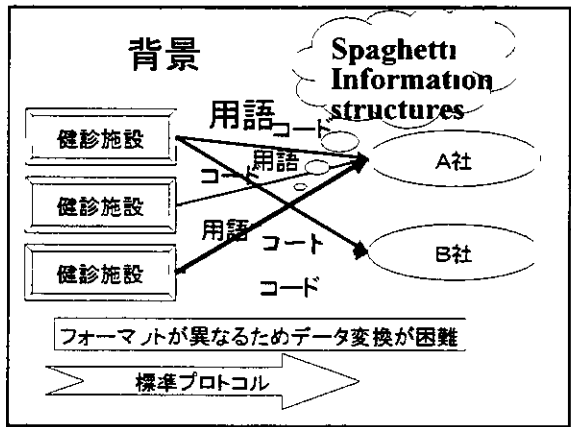 背景
Spaghetti
Information
structures
健診施設
用語
コード
A社
用語
コード
健診施設
用語
コート
B社
健診施設
コード
フォーマットが異なるためデータ変換が困難
標準プロトコル